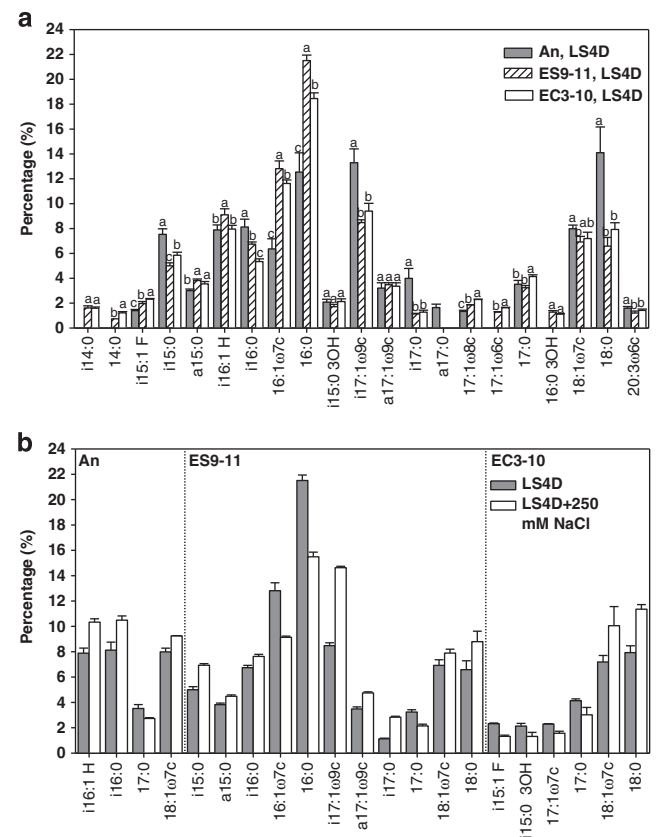 a
24
22
20
18
16
14
12
10
8
6
4
2
0
Percentage (%)
An, LS4D
ES9-11, LS4D
EC3-10, LS4D
a a
b a
c b a
a c b
b a a
b a b
a b c
c a b
c a b
a a a
a b b
a a a
a b b
c b a
b a
b b a
a a
a b ab
a b b
a b b
i14:0
14:0
i15:1 F
i15:0
a15:0
i16:1 H
i16:0
16:1ω7c
16:0
i15:0 3OH
i17:1ω9c
a17:1ω9c
i17:0
a17:0
17:1ω8c
17:1ω6c
17:0
16:0 3OH
18:1ω7c
18:0
20:3ω6c
b
24
22
20
18
16
14
12
10
8
6
4
2
0
Percentage (%)
An
ES9-11
EC3-10
LS4D
LS4D+250
mM NaCl
i16:1 H
i16:0
17:0
18:1ω7c
i15:0
a15:0
i16:0
16:1ω7c
16:0
i17:1ω9c
a17:1ω9c
i17:0
17:0
18:1ω7c
18:0
i15:1 F
i15:0 3OH
17:1ω7c
17:0
18:1ω7c
18:0